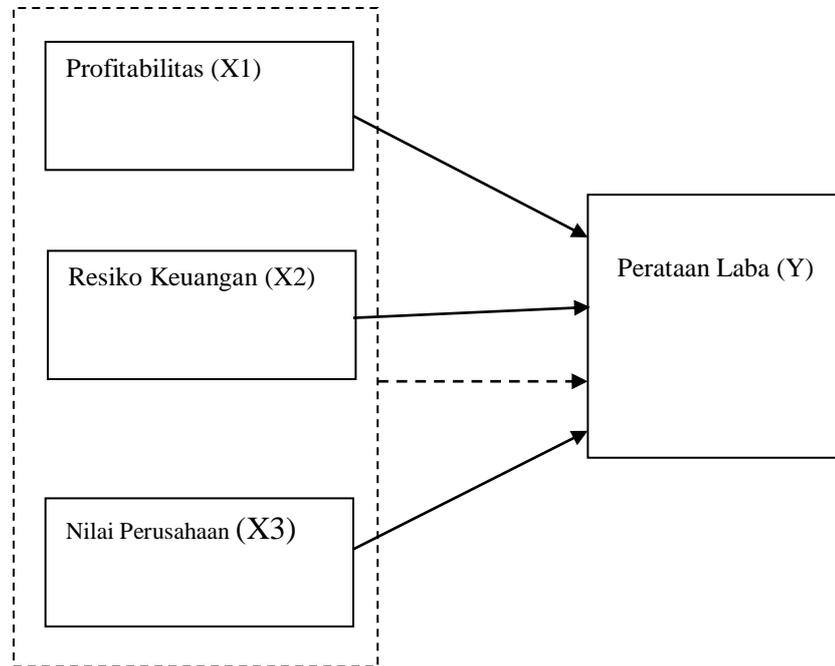 Profitabilitas (X1)
Resiko Keuangan (X2)
Perataan Laba (Y)
Nilai Perusahaan (X3)